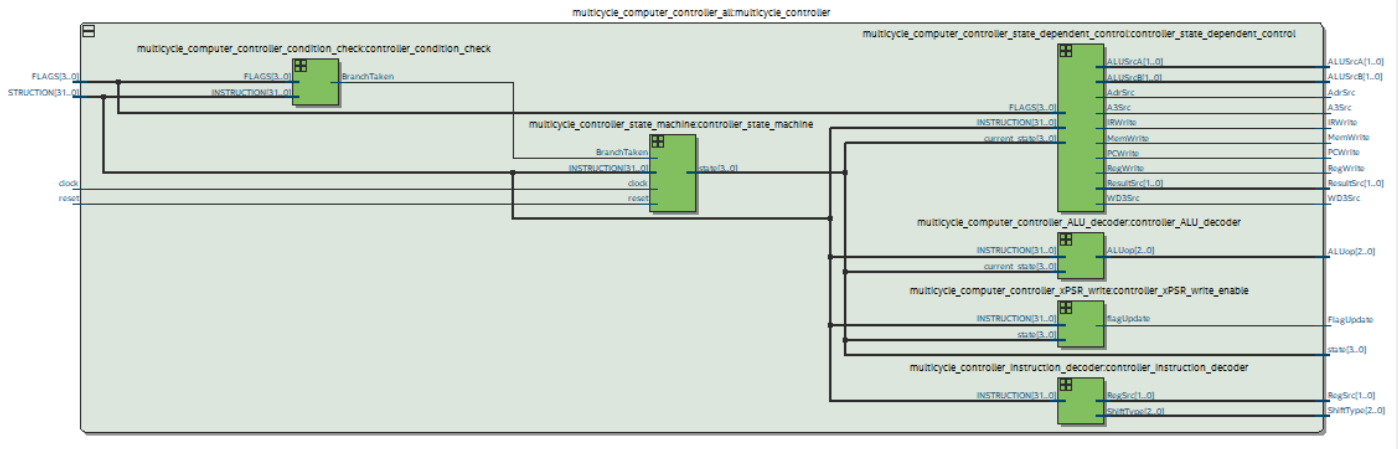 multicycle_computer_controller_all:multicycle_controller
multicycle_computer_controller_condition_check:controller_condition_check
FLAGS[3..0]
STRUCTION[31..0]
FLAGS[3..0]
INSTRUCTION[31..0]
BranchTaken
multicycle_controller_state_machine:controller_state_machine
BranchTaken
INSTRUCTION[31..0]
clock
reset
state[3..0]
clock
reset
multicycle_computer_controller_state_dependent_control:controller_state_dependent_control
FLAGS[3..0]
INSTRUCTION[31..0]
current_state[3..0]
ALUSrcA[1..0]
ALUSrcB[1..0]
AdrSrc
A3Src
IRWrite
MemWrite
PCWrite
RegWrite
ResultSrc[1..0]
WD3Src
ALUSrcA[1..0]
ALUSrcB[1..0]
AdrSrc
A3Src
IRWrite
MemWrite
PCWrite
RegWrite
ResultSrc[1..0]
WD3Src
multicycle_computer_controller_ALU_decoder:controller_ALU_decoder
INSTRUCTION[31..0]
current_state[3..0]
ALUop[2..0]
ALUop[2..0]
multicycle_computer_controller_xPSR_write:controller_xPSR_write_enable
INSTRUCTION[31..0]
state[3..0]
flagUpdate
FlagUpdate
state[3..0]
multicycle_controller_instruction_decoder:controller_instruction_decoder
INSTRUCTION[31..0]
RegSrc[1..0]
ShiftType[2..0]
RegSrc[1..0]
ShiftType[2..0]